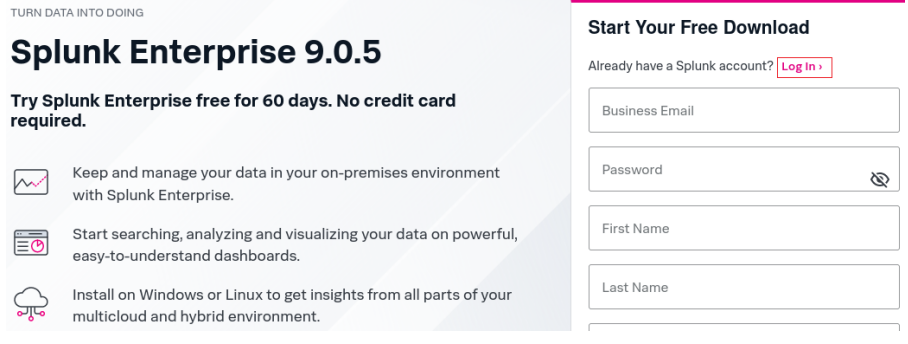 TURN DATA INTO DOING
Splunk Enterprise 9.0.5
Try Splunk Enterprise free for 60 days. No credit card
required.
Keep and manage your data in your on-premises environment
with Splunk Enterprise.
Start searching, analyzing and visualizing your data on powerful,
easy-to-understand dashboards.
Install on Windows or Linux to get insights from all parts of your
multicloud and hybrid environment.
Start Your Free Download
Already have a Splunk account? Log In ›
Business Email
Password
First Name
Last Name